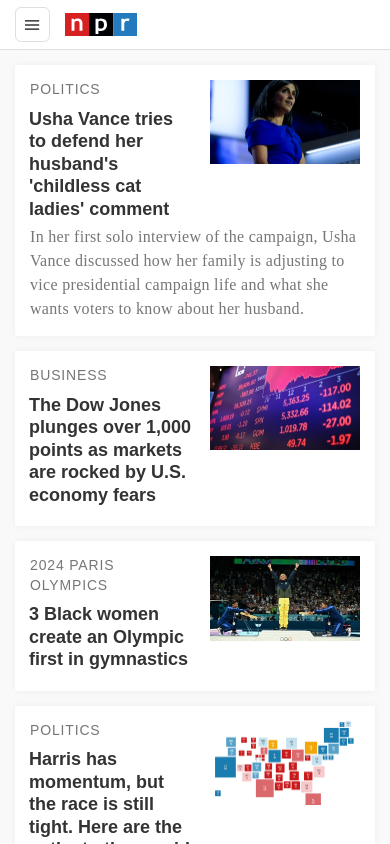 npr
POLITICS
Usha Vance tries
to defend her
husband's
'childless cat
ladies' comment
In her first solo interview of the campaign, Usha
Vance discussed how her family is adjusting to
vice presidential campaign life and what she
wants voters to know about her husband.
BUSINESS
The Dow Jones
plunges over 1,000
points as markets
are rocked by U.S.
economy fears
5,363.25 -117.00
5,332.66 -114.02
1,019.78 -27.00
49.74 -1.97
2024 PARIS
OLYMPICS
3 Black women
create an Olympic
first in gymnastics
POLITICS
Harris has
momentum, but
the race is still
tight. Here are the